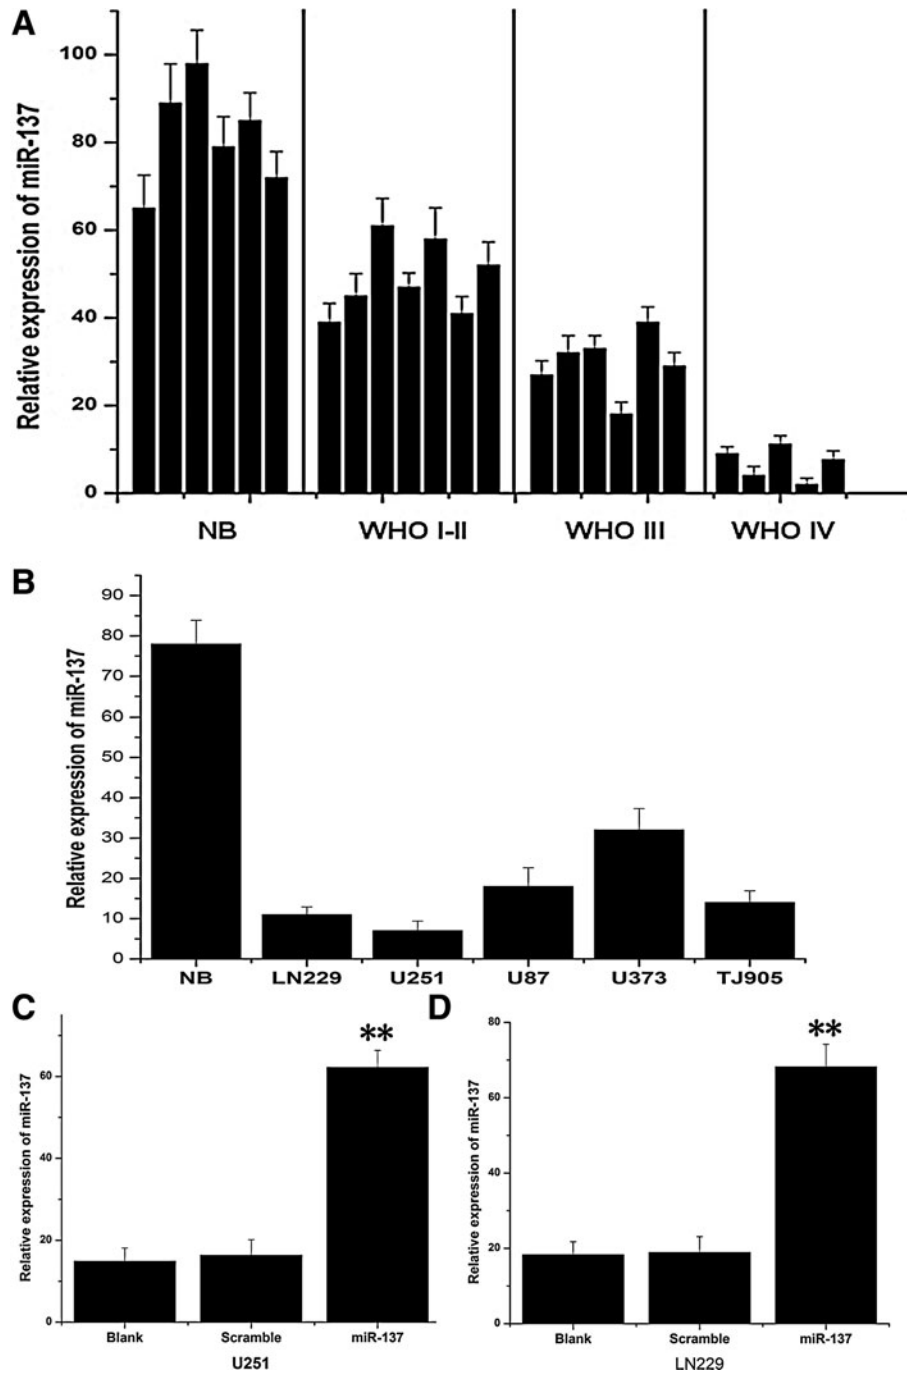 A
Relative expression of miR-137
100
80
60
40
20
0
NB WHO I-II WHO III WHO IV
B
Relative expression of miR-137
90
80
70
60
50
40
30
20
10
0
NB LN229 U251 U87 U373 TJ905
C
Relative expression of miR-137
60
40
20
0
**
Blank Scramble miR-137
U251
D
Relative expression of miR-137
80
60
40
20
0
**
Blank Scramble miR-137
LN229